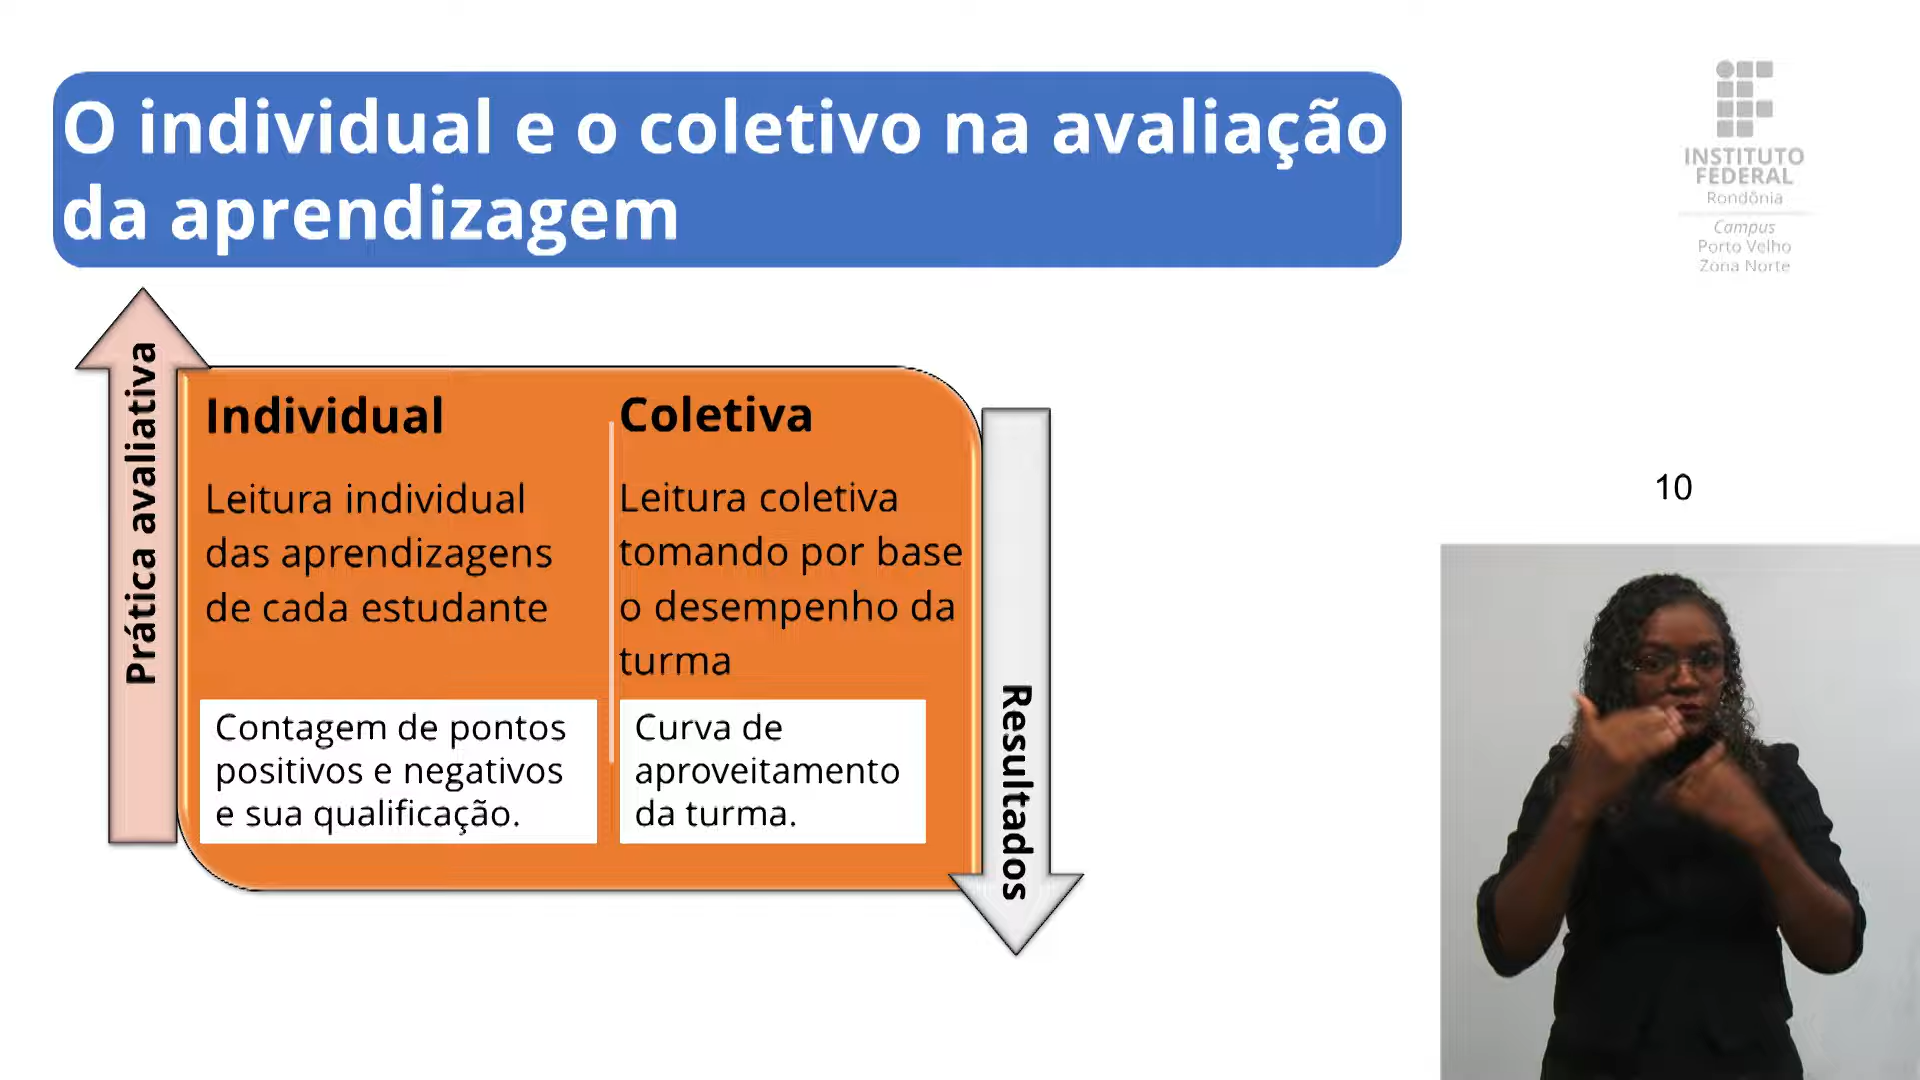 O individual e o coletivo na avaliação
da aprendizagem
INSTITUTO
FEDERAL
Rondônia
Campus
Porto Velho
Zona Norte
Prática avaliativa
Individual
Leitura individual
das aprendizagens
de cada estudante
Contagem de pontos
positivos e negativos
e sua qualificação.
Coletiva
Leitura coletiva
tomando por base
o desempenho da
turma
Curva de
aproveitamento
da turma.
Resultados
10